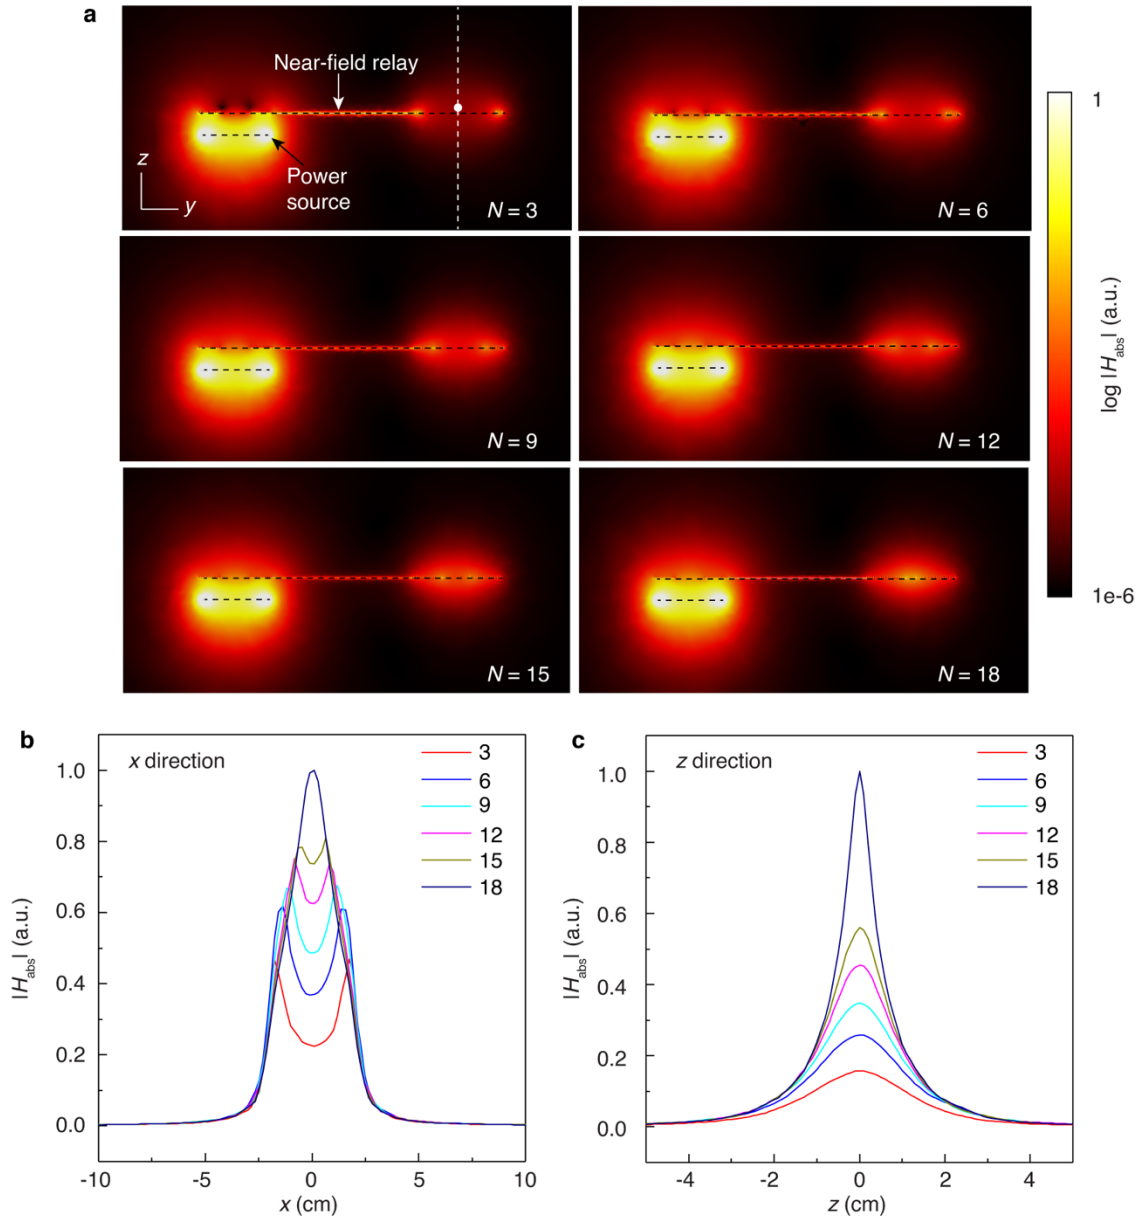 a
Near-field relay
z
y
Power
source
N = 3
N = 6
N = 9
N = 12
N = 15
N = 18
1
log |H_abs| (a.u.)
1e-6
b
x direction
3
6
9
12
15
18
1.0
0.8
0.6
0.4
0.2
0.0
|H_abs| (a.u.)
-10
-5
0
5
10
x (cm)
c
z direction
3
6
9
12
15
18
1.0
0.8
0.6
0.4
0.2
0.0
|H_abs| (a.u.)
-4
-2
0
2
4
z (cm)